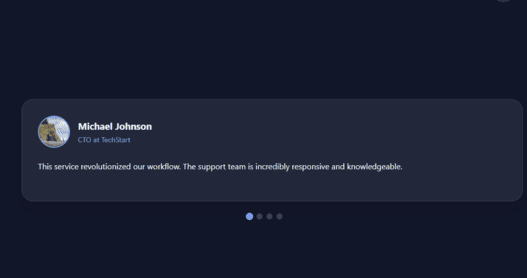 Michael Johnson
CTO at TechStart
This service revolutionized our workflow. The support team is incredibly responsive and knowledgeable.